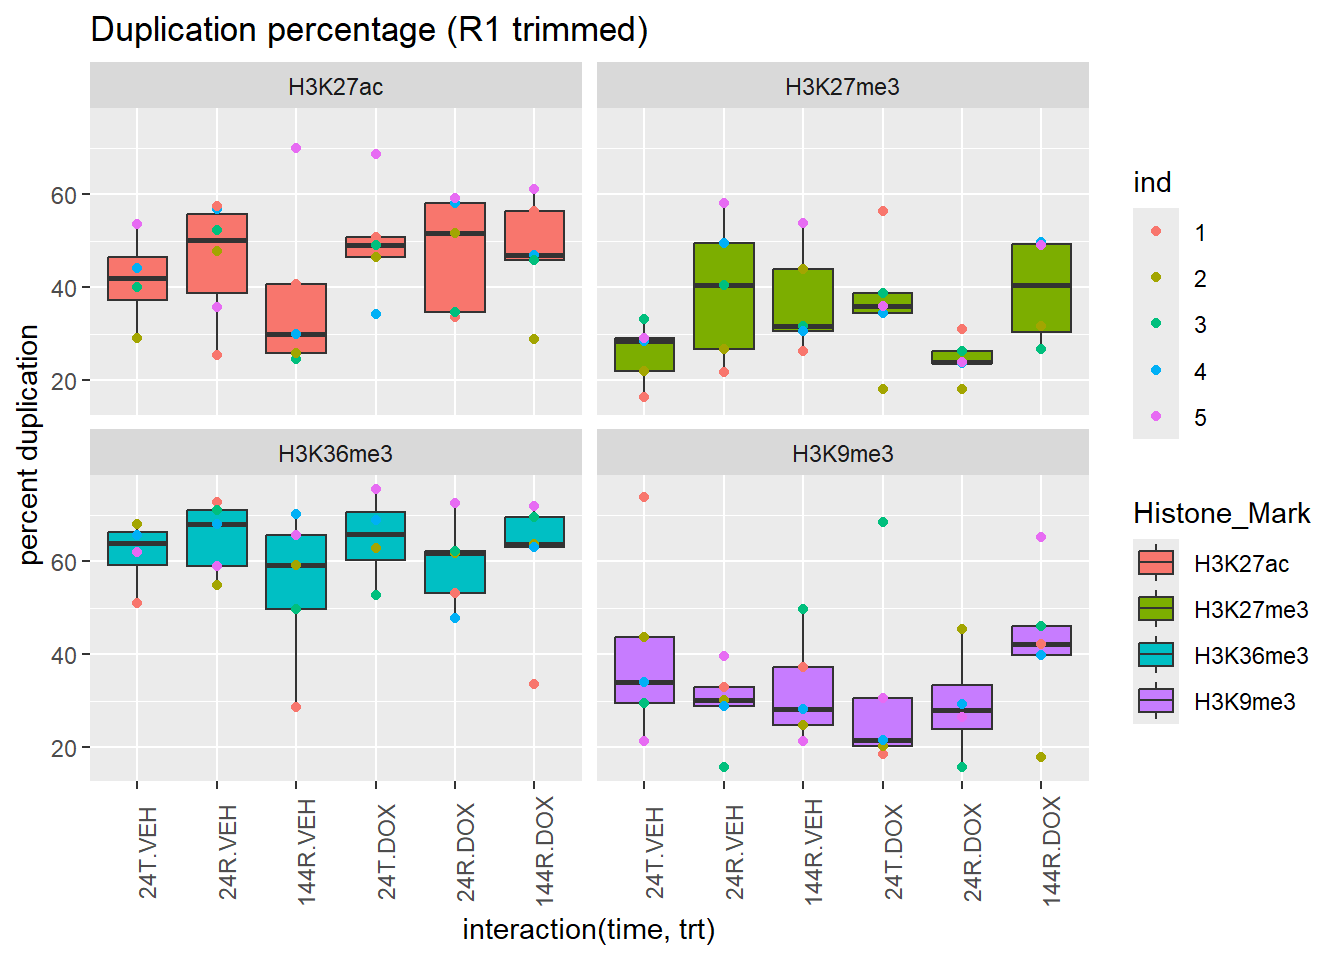 Duplication percentage (R1 trimmed)
H3K27ac
H3K27me3
60
40
20
H3K36me3
H3K9me3
60
40
20
percent duplication
24T.VEH
24R.VEH
144R.VEH
24T.DOX
24R.DOX
144R.DOX
24T.VEH
24R.VEH
144R.VEH
24T.DOX
24R.DOX
144R.DOX
interaction(time, trt)
ind
1
2
3
4
5
Histone_Mark
H3K27ac
H3K27me3
H3K36me3
H3K9me3